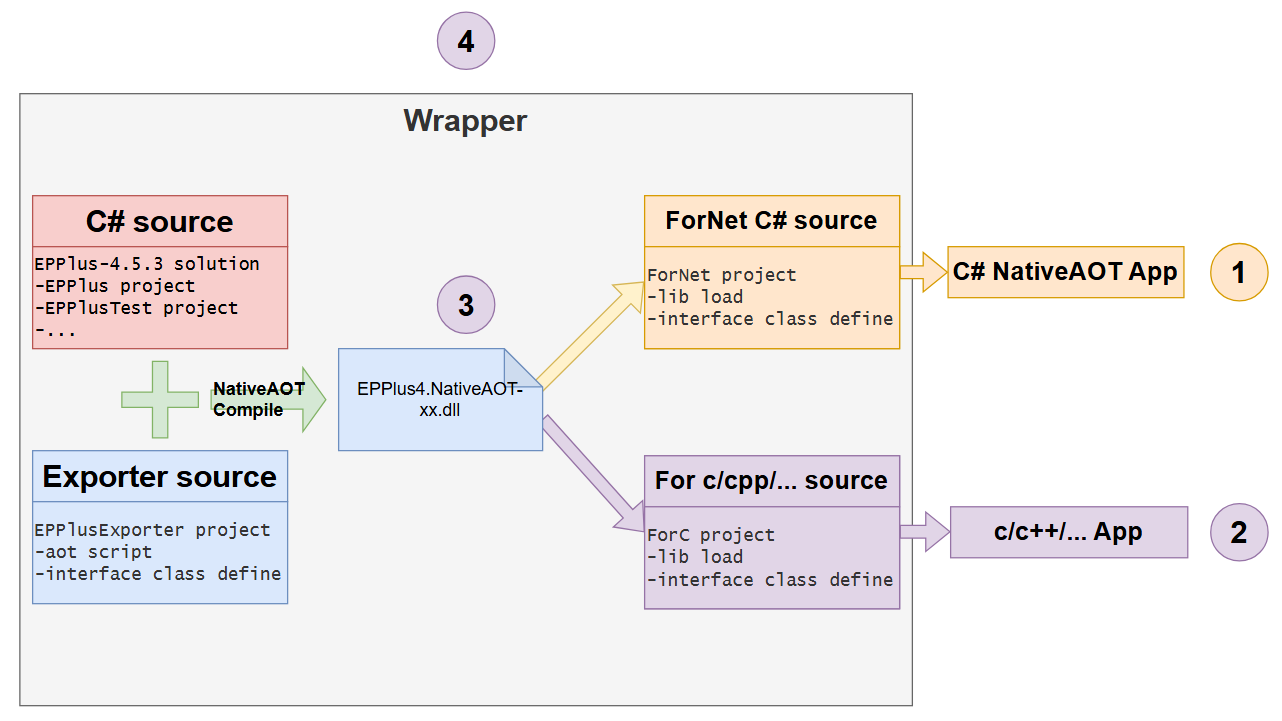 4
Wrapper
C# source
EPPlus-4.5.3 solution
-EPPlus project
-EPPlusTest project
-...
NativeAOT
Compile
Exporter source
EPPlusExporter project
-aot script
-interface class define
3
EPPlus4.NativeAOT-
xx.dll
ForNet C# source
ForNet project
-lib load
-interface class define
C# NativeAOT App
1
For c/cpp/... source
ForC project
-lib load
-interface class define
c/c++/... App
2